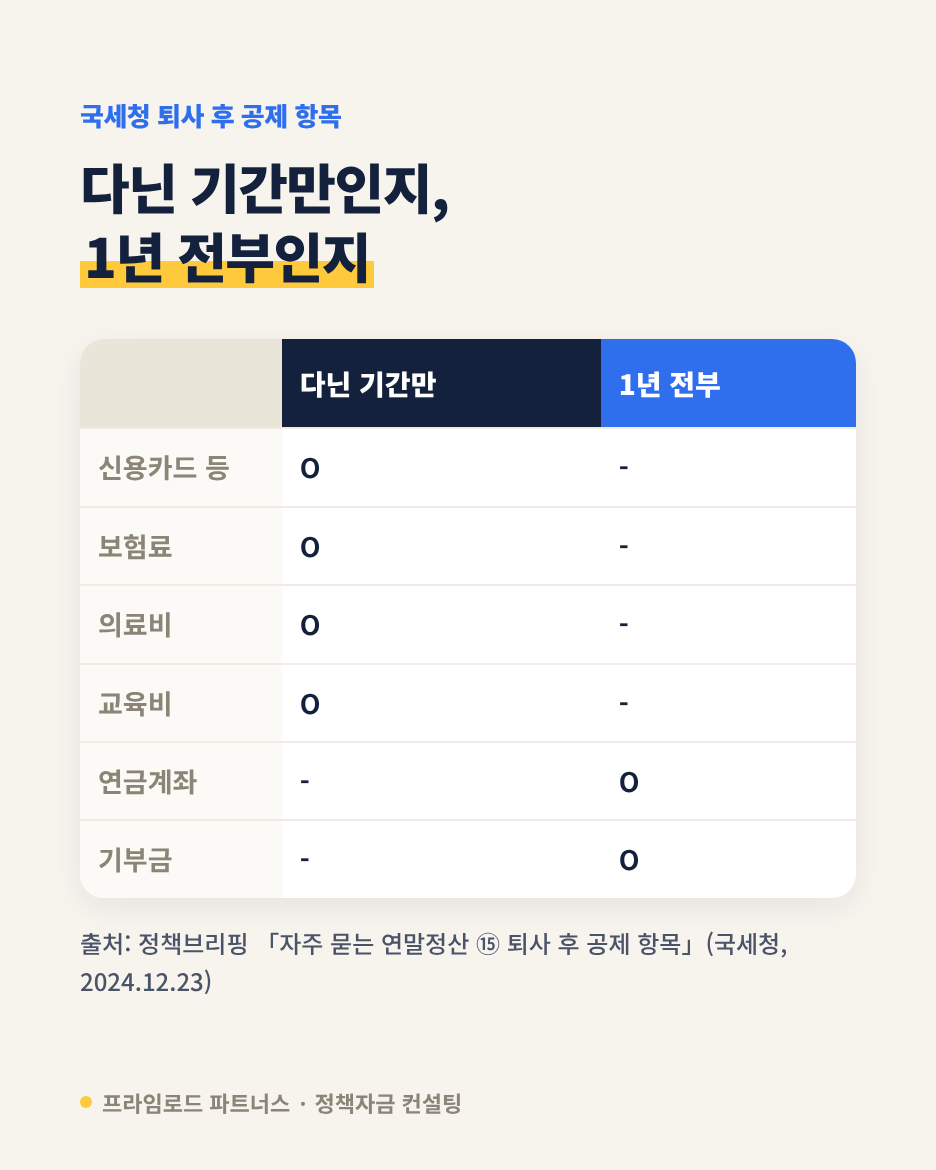 국세청 퇴사 후 공제 항목
다닌 기간만인지,
1년 전부인지
다닌 기간만 1년 전부
신용카드 등 O -
보험료 O -
의료비 O -
교육비 O -
연금계좌 - O
기부금 - O
출처: 정책브리핑 「자주 묻는 연말정산 ⑮ 퇴사 후 공제 항목」(국세청,
2024.12.23)
프라임로드 파트너스 · 정책자금 컨설팅